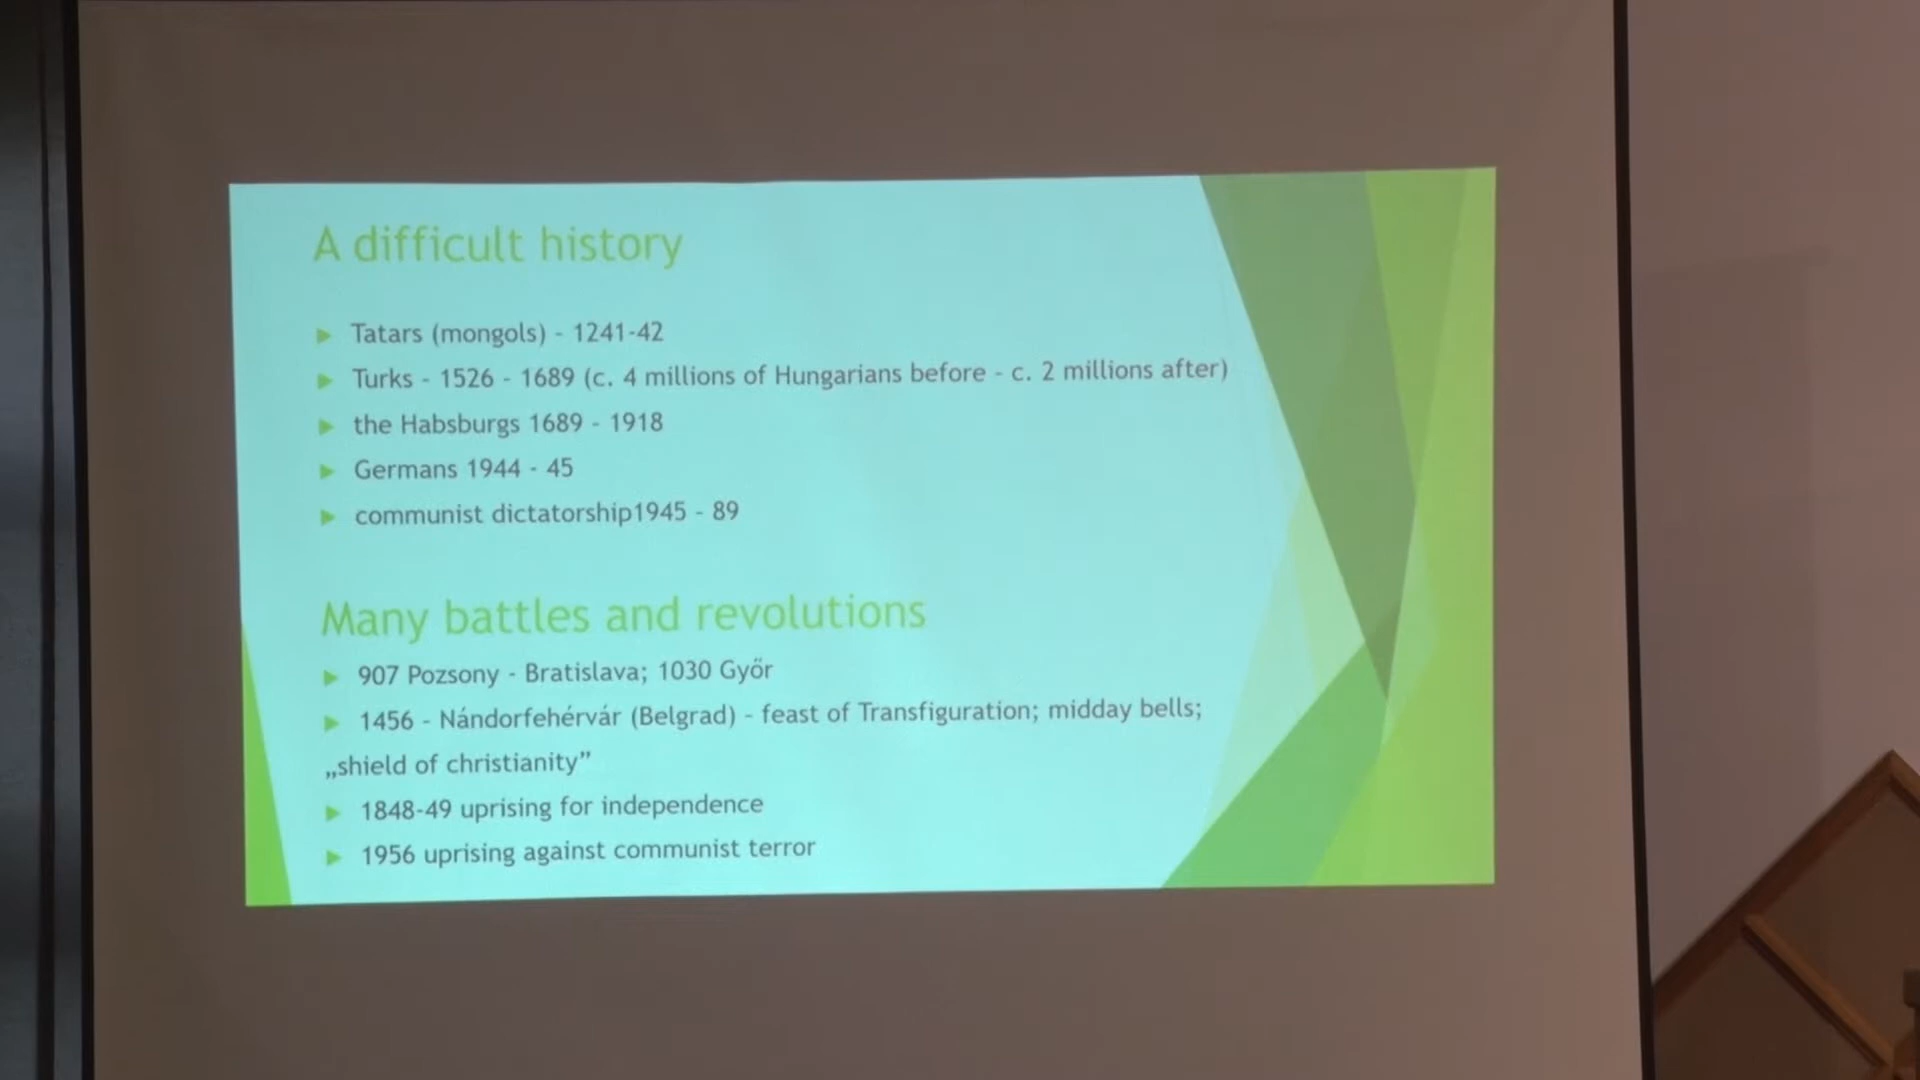 A difficult history
Tatars (mongols) - 1241-42
Turks - 1526 - 1689 (c. 4 millions of Hungarians before - c. 2 millions after)
the Habsburgs 1689 - 1918
Germans 1944 - 45
communist dictatorship1945 - 89
Many battles and revolutions
907 Pozsony - Bratislava; 1030 Győr
1456 - Nándorfehérvár (Belgrad) - feast of Transfiguration; midday bells;
„shield of christianity”
1848-49 uprising for independence
1956 uprising against communist terror